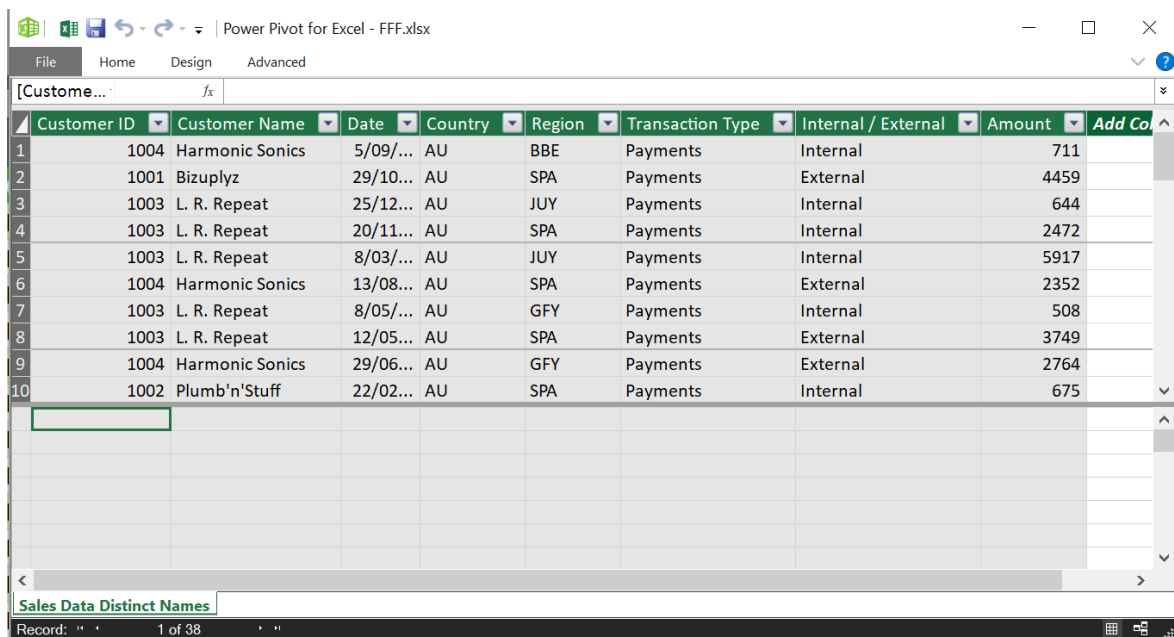 Power Pivot for Excel - FFF.xlsx
File Home Design Advanced ?
[Custome... fx
Customer ID Customer Name Date Country Region Transaction Type Internal / External Amount Add Col
1 1004 Harmonic Sonics 5/09/... AU BBE Payments Internal 711
2 1001 Bizuplyz 29/10... AU SPA Payments External 4459
3 1003 L. R. Repeat 25/12... AU JUY Payments Internal 644
4 1003 L. R. Repeat 20/11... AU SPA Payments Internal 2472
5 1003 L. R. Repeat 8/03/... AU JUY Payments Internal 5917
6 1004 Harmonic Sonics 13/08... AU SPA Payments External 2352
7 1003 L. R. Repeat 8/05/... AU GFY Payments Internal 508
8 1003 L. R. Repeat 12/05... AU SPA Payments External 3749
9 1004 Harmonic Sonics 29/06... AU GFY Payments External 2764
10 1002 Plumb'n'Stuff 22/02... AU SPA Payments Internal 675
Sales Data Distinct Names
Record: 1 of 38